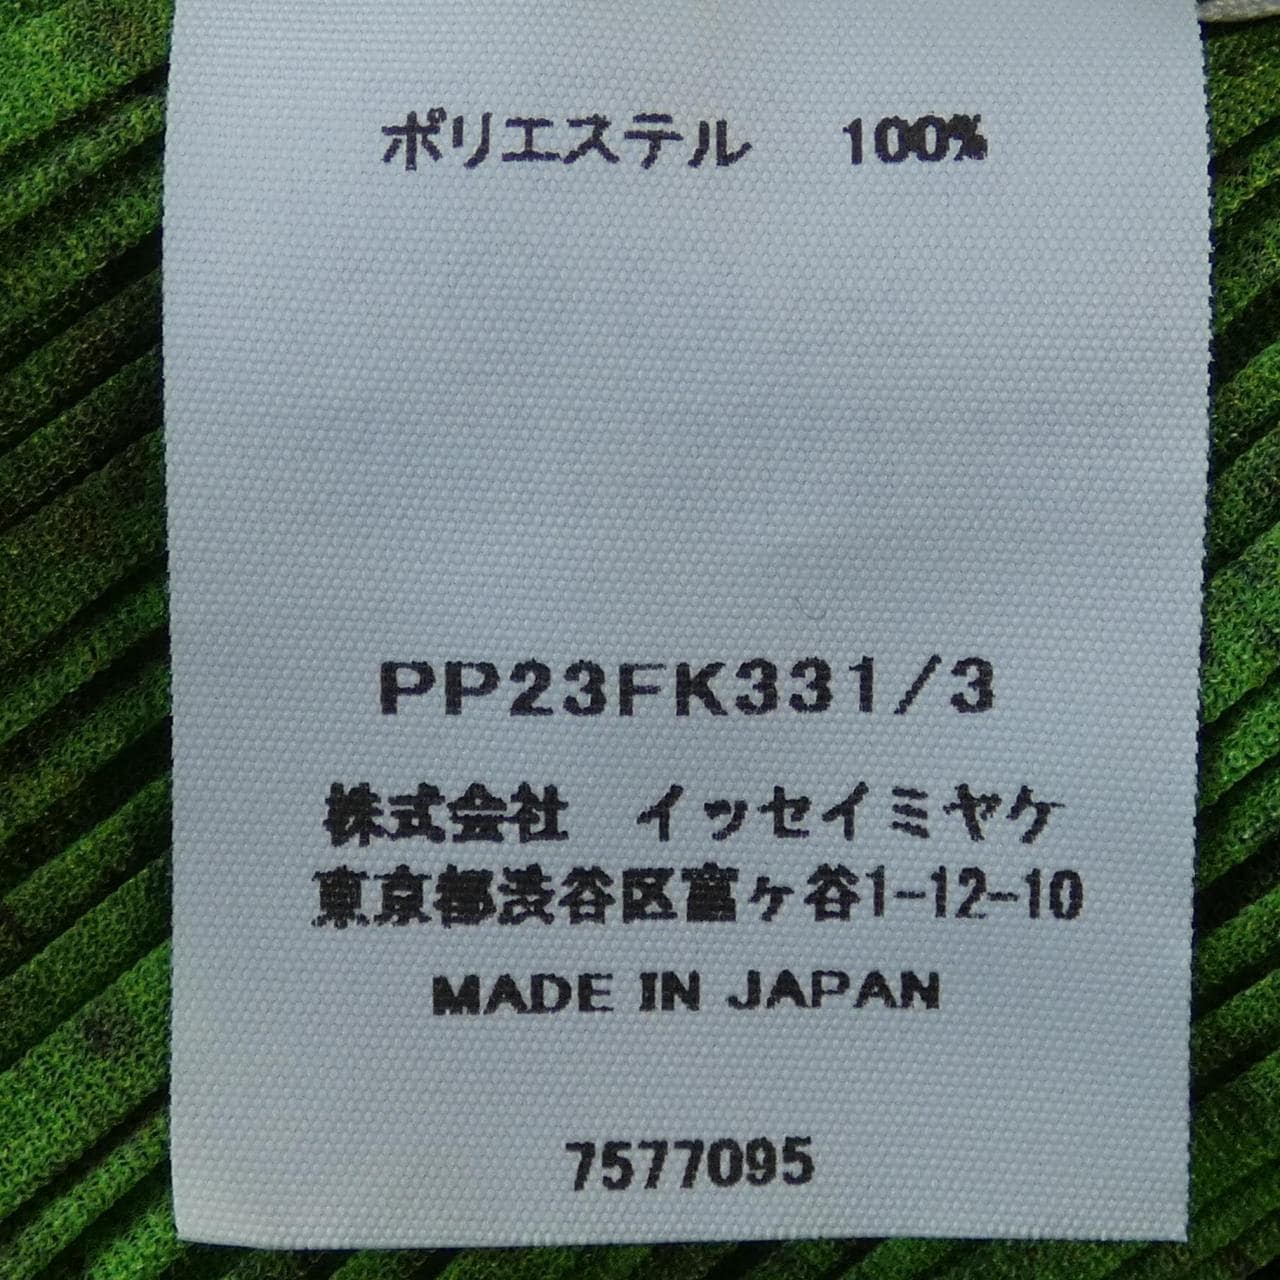 ポリエステル　100%
PP23FK331/3
株式会社　イッセイミヤケ
東京都渋谷区富ヶ谷1-12-10
MADE IN JAPAN
7577095